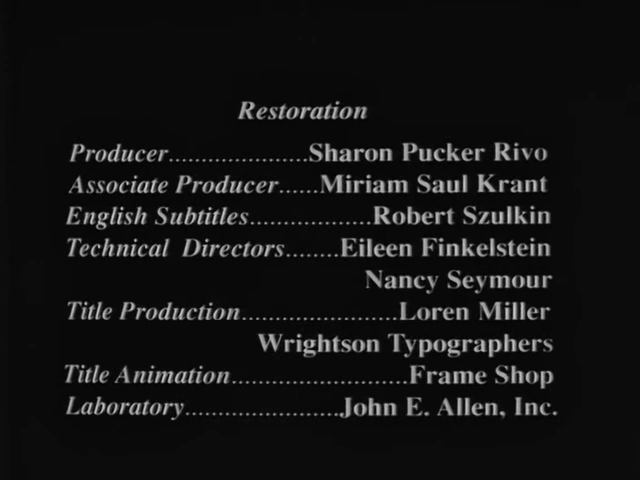 Restoration
Producer......................Sharon Pucker Rivo
Associate Producer......Miriam Saul Krant
English Subtitles...................Robert Szulkin
Technical Directors........Eileen Finkelstein
Nancy Seymour
Title Production........................Loren Miller
Wrightson Typographers
Title Animation...........................Frame Shop
Laboratory........................John E. Allen, Inc.